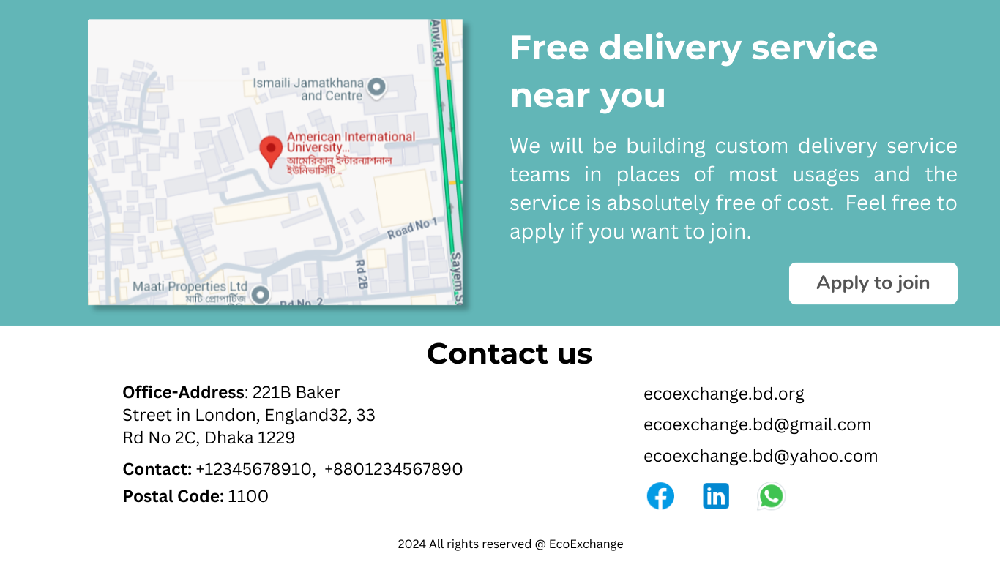 Anvir Rd
Ismaili Jamatkhana
and Centre
American International
University...
আমেরিকান ইন্টারন্যাশনাল
ইউনিভার্সিটি...
Road No 1
Rd 2B
Sayem S
Maati Properties Ltd
মাটি প্রোপার্টিজ
Rd No. 2
Free delivery service
near you
We will be building custom delivery service
teams in places of most usages and the
service is absolutely free of cost. Feel free to
apply if you want to join.
Apply to join
Contact us
Office-Address: 221B Baker
Street in London, England32, 33
Rd No 2C, Dhaka 1229
Contact: +12345678910, +8801234567890
Postal Code: 1100
ecoexchange.bd.org
ecoexchange.bd@gmail.com
ecoexchange.bd@yahoo.com
2024 All rights reserved @ EcoExchange